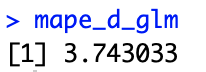 > mape_d_glm
[1] 3.743033